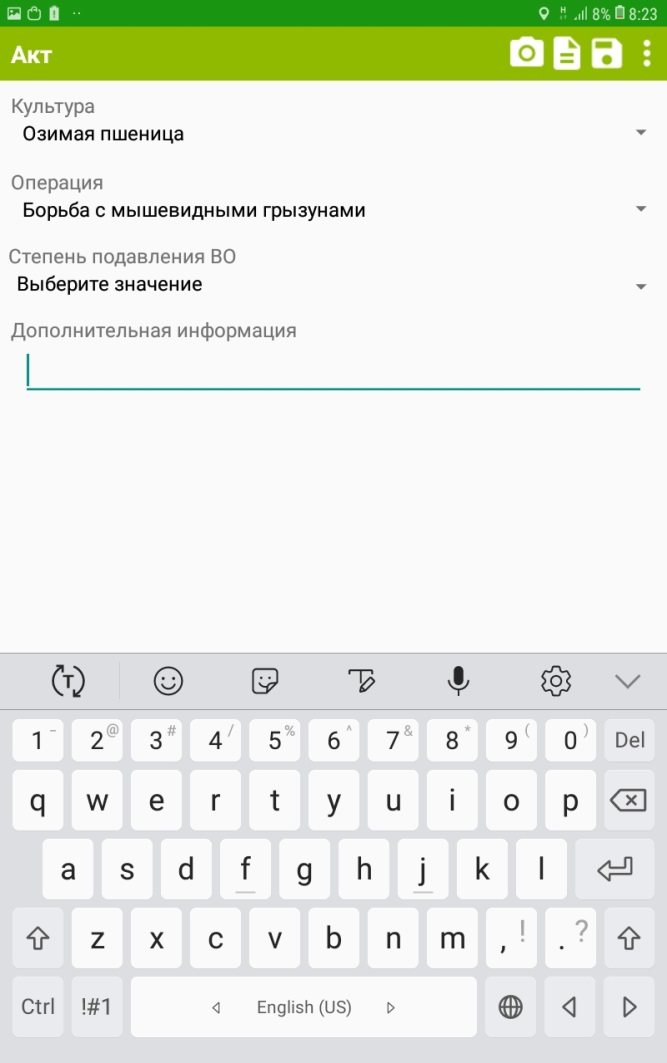 8% 8:23
Акт
Культура
Озимая пшеница
Операция
Борьба с мышевидными грызунами
Степень подавления ВО
Выберите значение
Дополнительная информация
T T
1 - 2 @ 3 # 4 / 5 % 6 ^ 7 & 8 * 9 ( 0 ) Del
q w e r t y u i o p
a s d f g h j k l
z x c v b n m , ! . ?
Ctrl !#1 English (US)